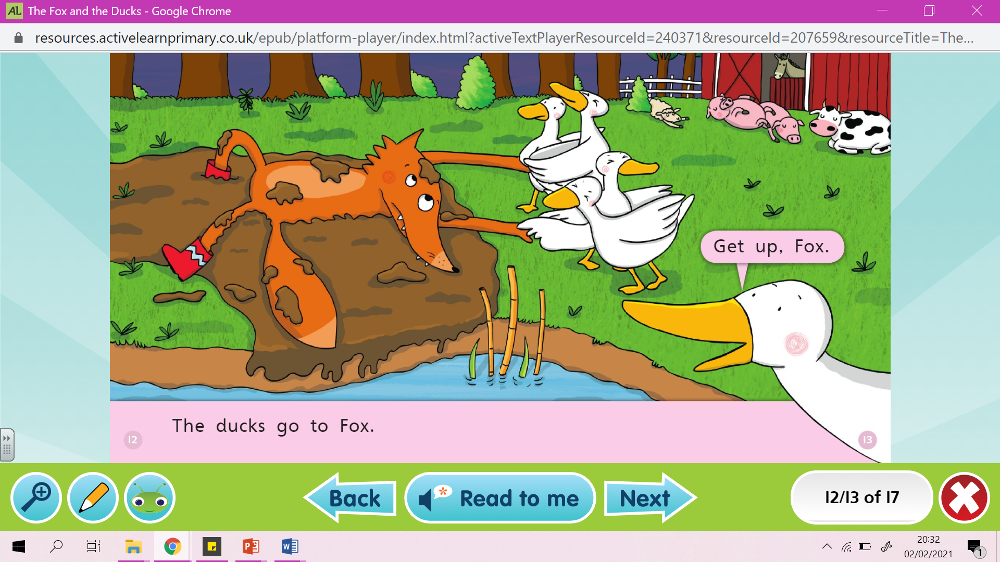 AL The Fox and the Ducks - Google Chrome
resources.activelearnprimary.co.uk/epub/platform-player/index.html?activeTextPlayerResourceId=240371&resourceId=207659&resourceTitle=The...
Get up, Fox.
The ducks go to Fox.
12
13
Back
Read to me
Next
12/13 of 17
20:32
02/02/2021
1